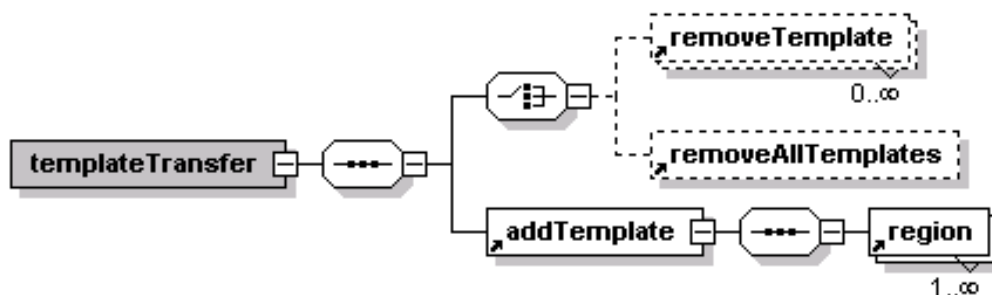 removeTemplate
0..∞
templateTransfer
removeAllTemplates
addTemplate
region
1..∞